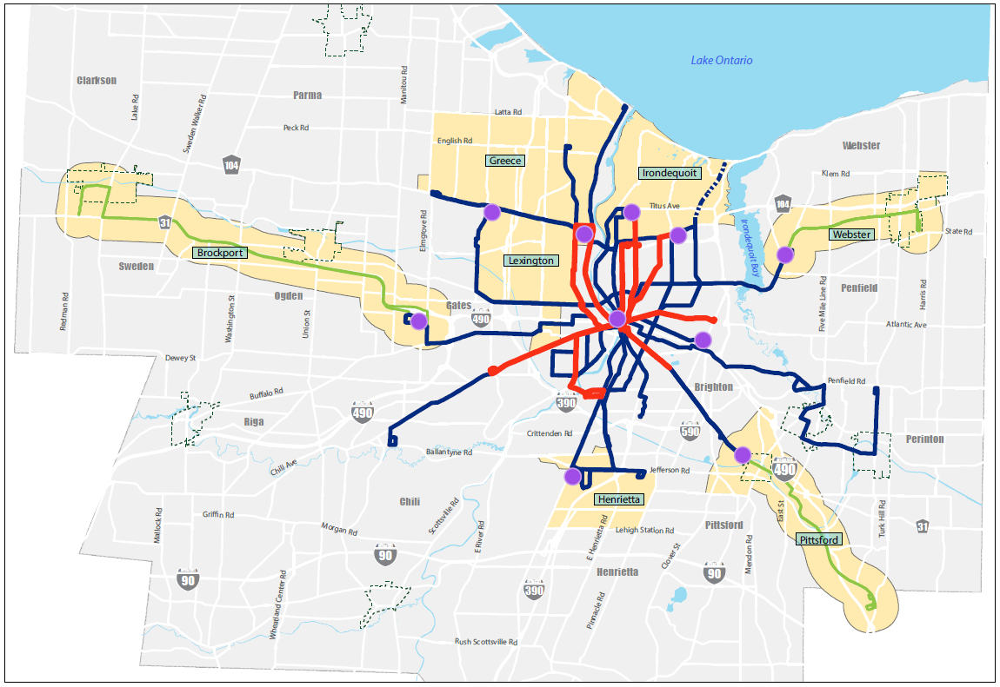 Lake Ontario
Clarkson
Parma
Lake Rd
Sweden Walker Rd
Manitou Rd
Latta Rd
Peck Rd
English Rd
Webster
104
Greece
Irondequoit
Klem Rd
104
Titus Ave
31
Elmgrove Rd
Irondequoit Bay
Webster
State Rd
Brockport
Lexington
Sweden
Ogden
Gates
490
Penfield
Redman Rd
Washington St
Union St
Five Mile Line Rd
Harris Rd
Atlantic Ave
Dewey St
Brighton
Penfield Rd
Buffalo Rd
490
390
590
Riga
Crittenden Rd
Perinton
Ballantyne Rd
Chili Ave
Jefferson Rd
490
Chili
Henrietta
Scottsville Rd
East St
Turk Hill Rd
Mallock Rd
Griffin Rd
Morgan Rd
E River Rd
Lehigh Station Rd
Pittsford
31
E Henrietta Rd
Pittsford
90
90
Clover St
Mendon Rd
Henrietta
90
390
Wheatland Center Rd
Pinnacle Rd
Rush Scottsville Rd